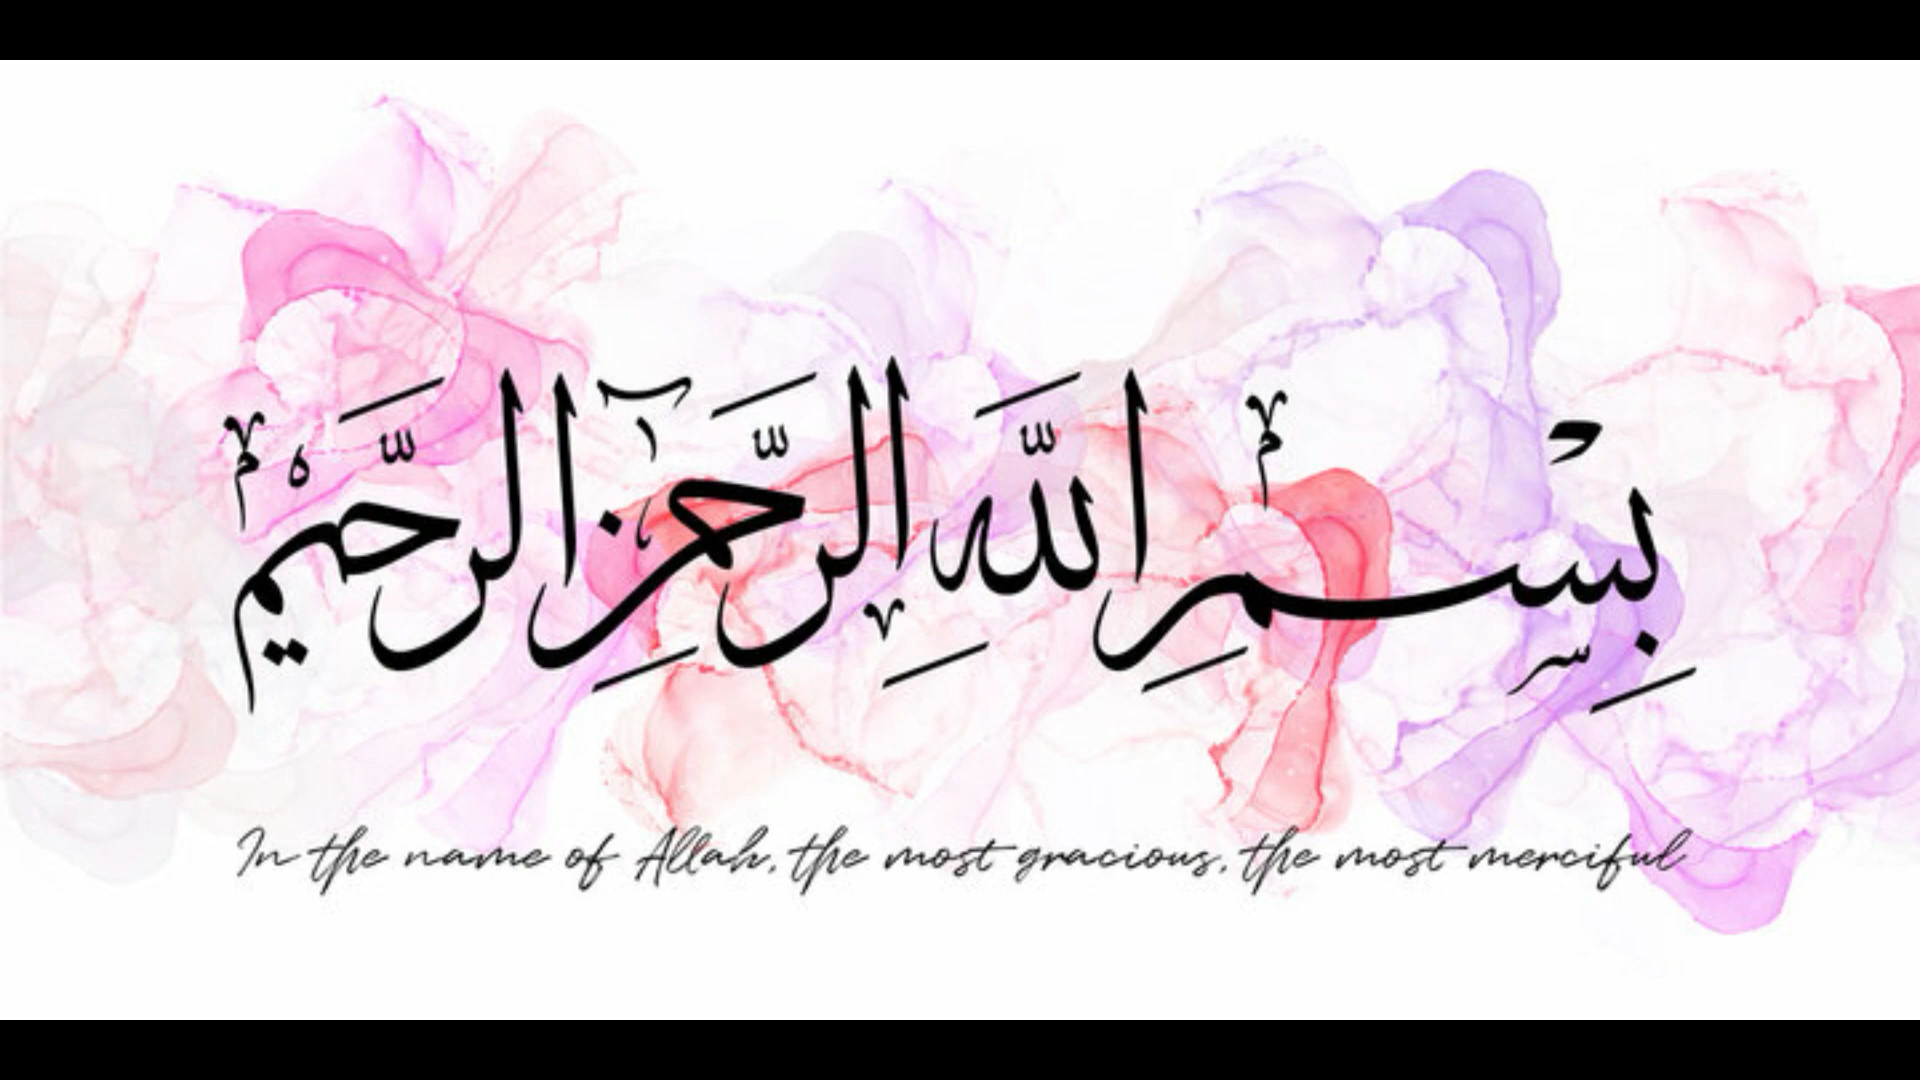 بِسْمِ اللَّهِ الرَّحْمَٰنِ الرَّحِيمِ
In the name of Allah, the most gracious, the most merciful